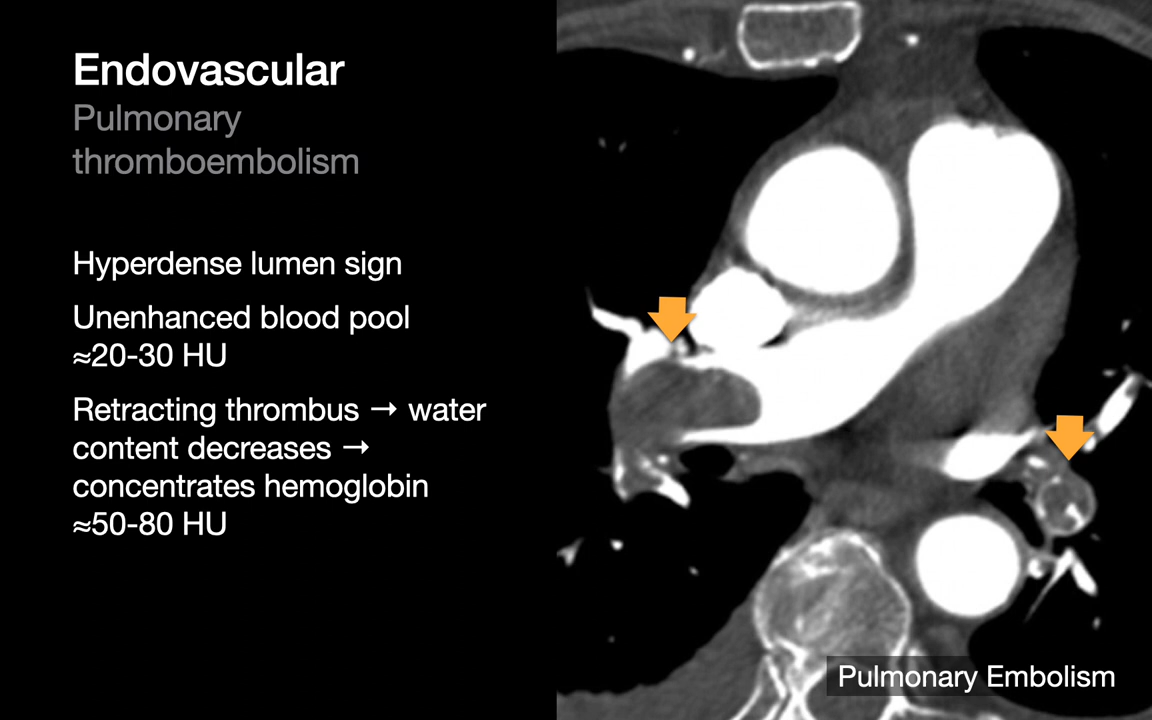 Endovascular
Pulmonary
thromboembolism
Hyperdense lumen sign
Unenhanced blood pool
≈20-30 HU
Retracting thrombus → water
content decreases →
concentrates hemoglobin
≈50-80 HU
Pulmonary Embolism